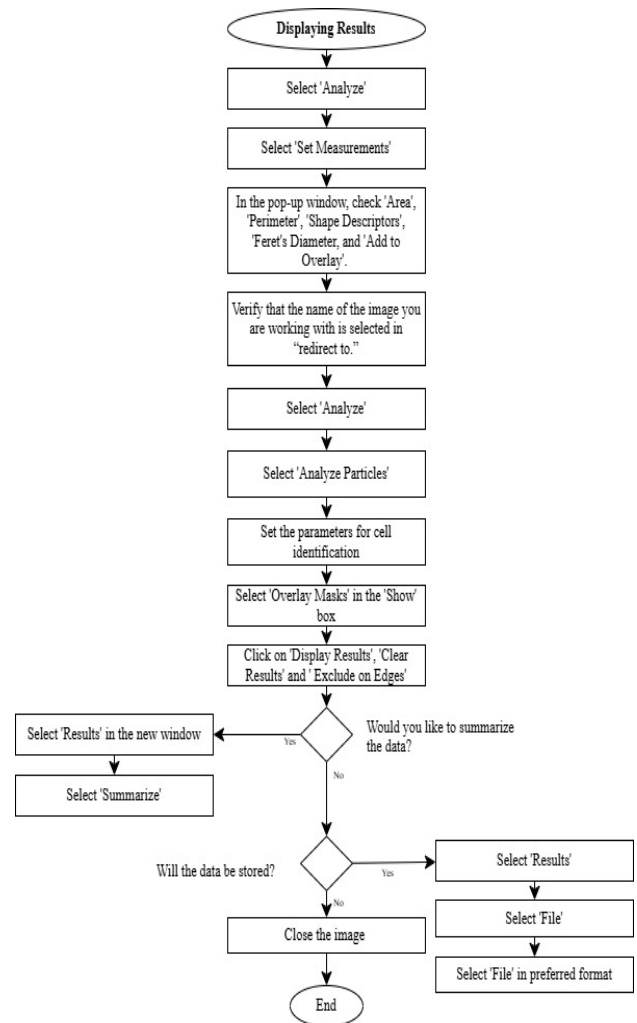 Displaying Results
Select 'Analyze'
Select 'Set Measurements'
In the pop-up window, check 'Area',
'Perimeter', 'Shape Descriptors',
'Feret's Diameter, and 'Add to
Overlay'.
Verify that the name of the image you
are working with is selected in
“redirect to.”
Select 'Analyze'
Select 'Analyze Particles'
Set the parameters for cell
identification
Select 'Overlay Masks' in the 'Show'
box
Click on 'Display Results', 'Clear
Results' and ' Exclude on Edges'
Would you like to summarize
the data?
Yes
Select 'Results' in the new window
Select 'Summarize'
No
Will the data be stored?
Yes
Select 'Results'
Select 'File'
Select 'File' in preferred format
No
Close the image
End